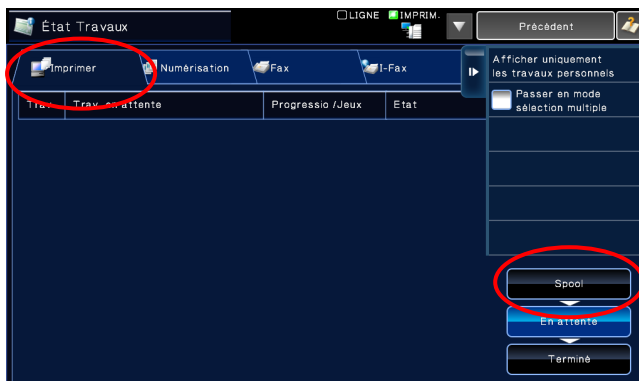 État Travaux
LIGNE
IMPRIM.
Précédent
Imprimer
Numérisation
Fax
I-Fax
Afficher uniquement
les travaux personnels
Passer en mode
sélection multiple
Trav. Trav. en attente Progressio /Jeux Etat
Spool
En attente
Terminé